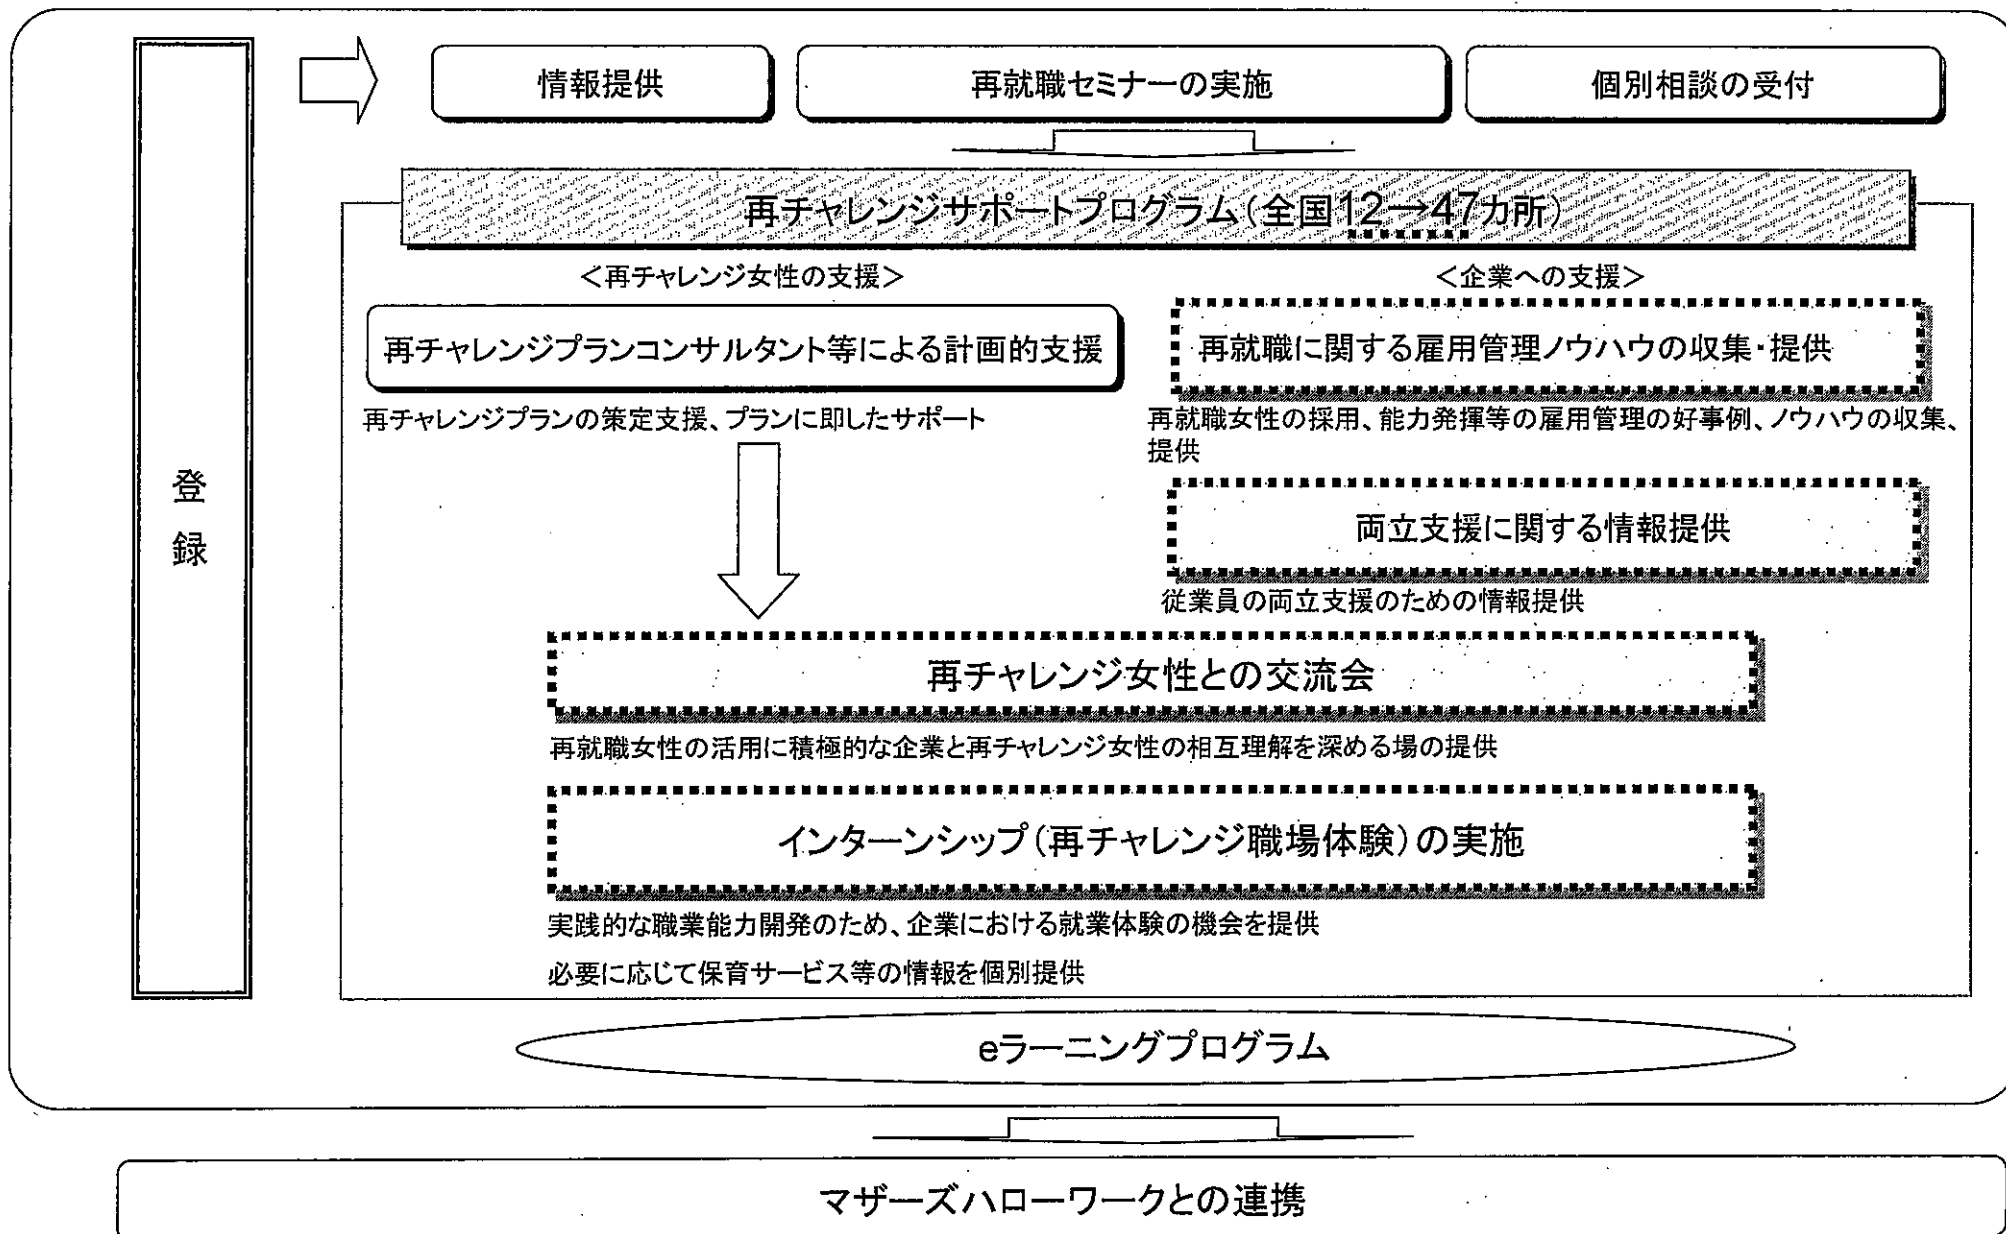 登録
情報提供
再就職セミナーの実施
個別相談の受付
再チャレンジサポートプログラム(全国12→47カ所)
＜再チャレンジ女性の支援＞
＜企業への支援＞
再チャレンジプランコンサルタント等による計画的支援
再チャレンジプランの策定支援、プランに即したサポート
再就職に関する雇用管理ノウハウの収集・提供
再就職女性の採用、能力発揮等の雇用管理の好事例、ノウハウの収集、
提供
両立支援に関する情報提供
従業員の両立支援のための情報提供
再チャレンジ女性との交流会
再就職女性の活用に積極的な企業と再チャレンジ女性の相互理解を深める場の提供
インターンシップ(再チャレンジ職場体験)の実施
実践的な職業能力開発のため、企業における就業体験の機会を提供
必要に応じて保育サービス等の情報を個別提供
eラーニングプログラム
マザーズハローワークとの連携